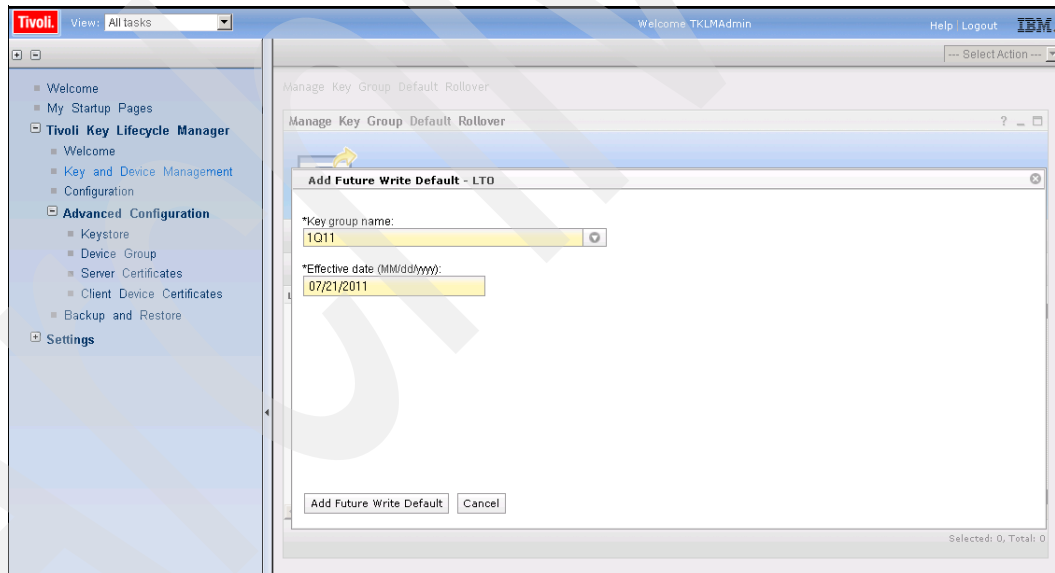 Tivoli. View: All tasks Welcome TKLMAdmin Help Logout IBM.
--- Select Action ---
Welcome
My Startup Pages
Tivoli Key Lifecycle Manager
Welcome
Key and Device Management
Configuration
Advanced Configuration
Keystore
Device Group
Server Certificates
Client Device Certificates
Backup and Restore
Settings
Manage Key Group Default Rollover
Manage Key Group Default Rollover
Add Future Write Default - LTO
*Key group name:
1Q11
*Effective date (MM/dd/yyyy):
07/21/2011
Add Future Write Default Cancel
Selected: 0, Total: 0